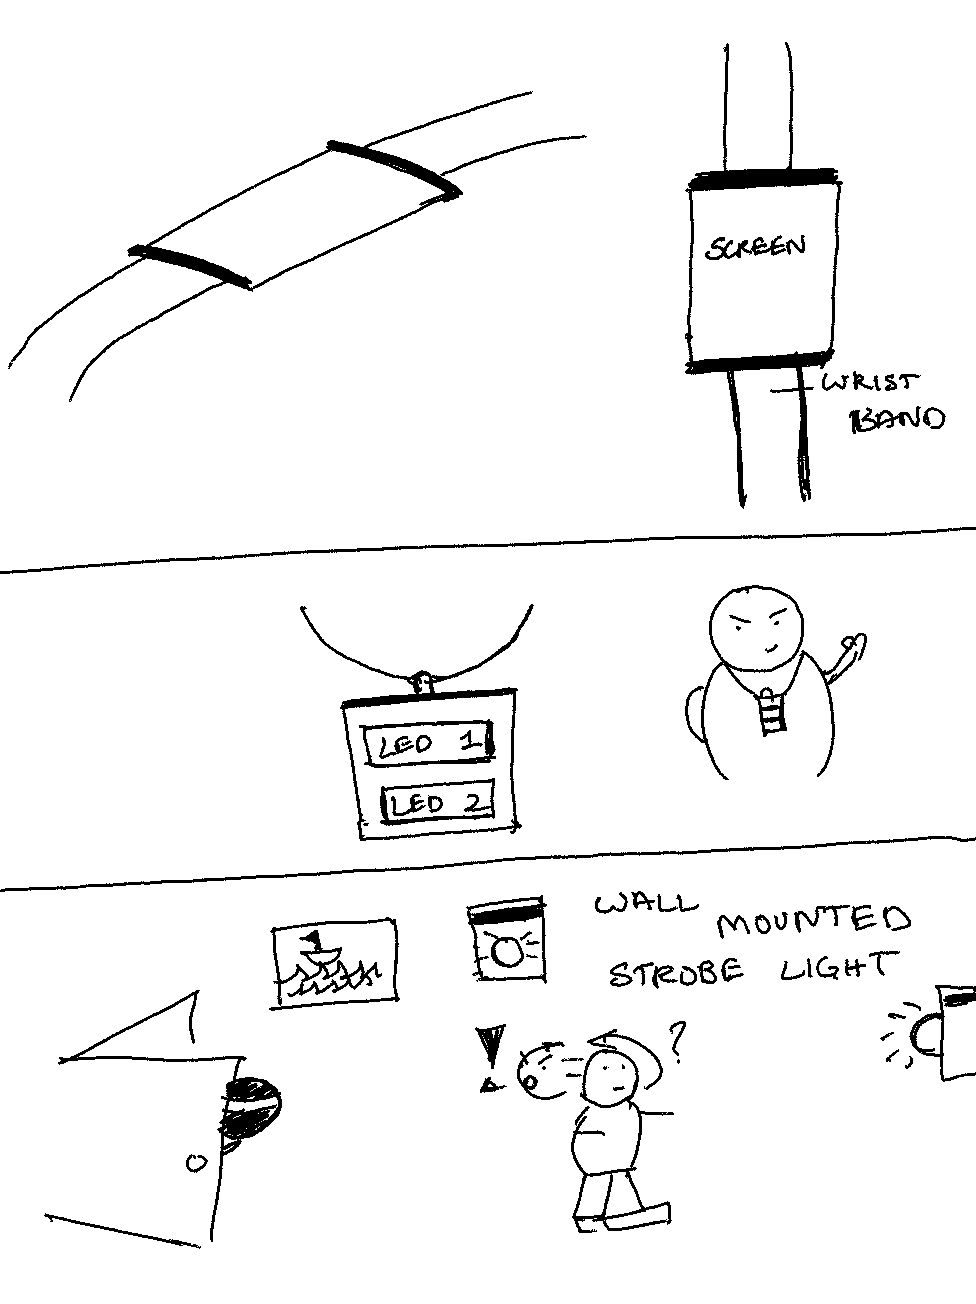 SCREEN
WRIST
BAND
LED 1
LED 2
WALL MOUNTED
STROBE LIGHT
?